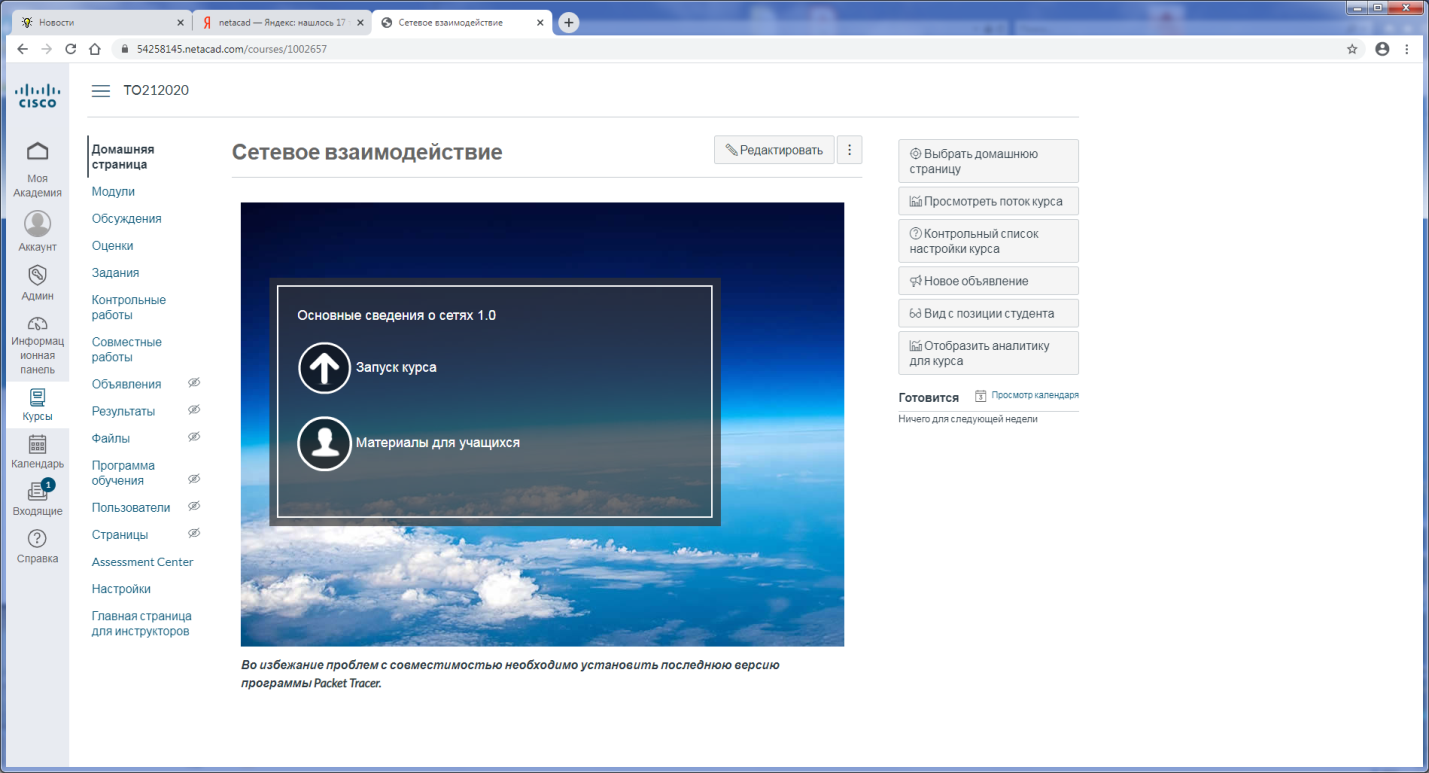 Новости
netacad — Яндекс: нашлось 17
Сетевое взаимодействие
54258145.netacad.com/courses/1002657
CISCO
TO212020
Моя
Академия
Аккаунт
Админ
Информац
ионная
панель
Курсы
Календарь
1
Входящие
Справка
Домашняя
страница
Модули
Обсуждения
Оценки
Задания
Контрольные
работы
Совместные
работы
Объявления
Результаты
Файлы
Программа
обучения
Пользователи
Страницы
Assessment Center
Настройки
Главная страница
для инструкторов
Сетевое взаимодействие
Редактировать
Основные сведения о сетях 1.0
Запуск курса
Материалы для учащихся
Во избежание проблем с совместимостью необходимо установить последнюю версию
программы Packet Tracer.
Выбрать домашнюю
страницу
Просмотреть поток курса
Контрольный список
настройки курса
Новое объявление
Вид с позиции студента
Отобразить аналитику
для курса
Готовится
Просмотр календаря
Ничего для следующей недели